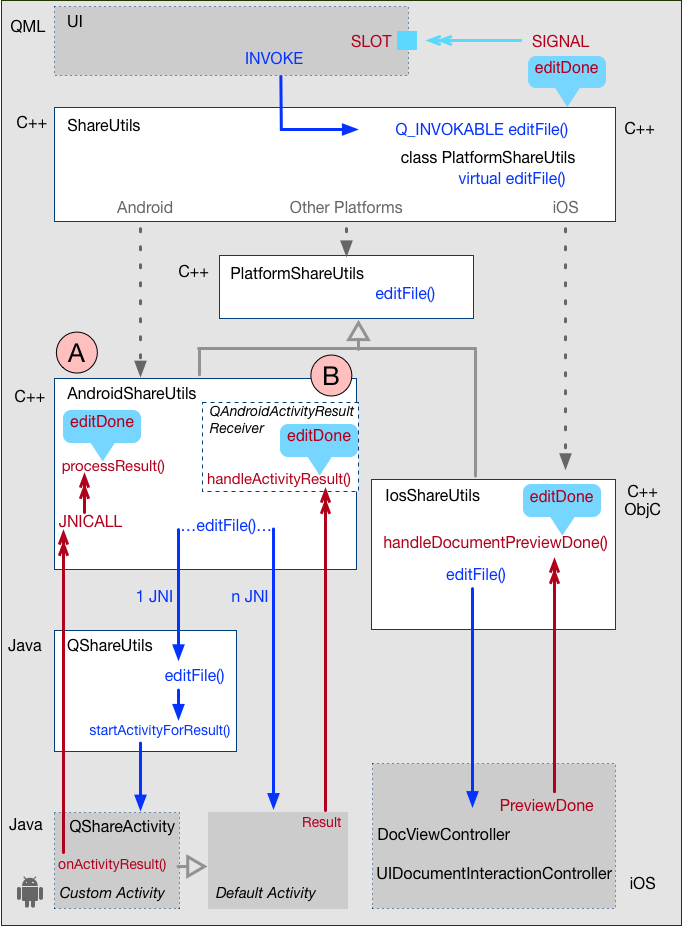 QML
UI
SLOT
SIGNAL
INVOKE
editDone
C++
ShareUtils
Q_INVOKABLE editFile()
C++
class PlatformShareUtils
virtual editFile()
Android
Other Platforms
iOS
C++
PlatformShareUtils
editFile()
A
B
C++
AndroidShareUtils
QAndroidActivityResult
Receiver
editDone
editDone
processResult()
handleActivityResult()
JNICALL
...editFile()...
IosShareUtils
editDone
C++
ObjC
handleDocumentPreviewDone()
editFile()
1 JNI
n JNI
Java
QShareUtils
editFile()
startActivityForResult()
Java
QShareActivity
onActivityResult()
Custom Activity
Result
Default Activity
PreviewDone
DocViewController
UIDocumentInteractionController
iOS